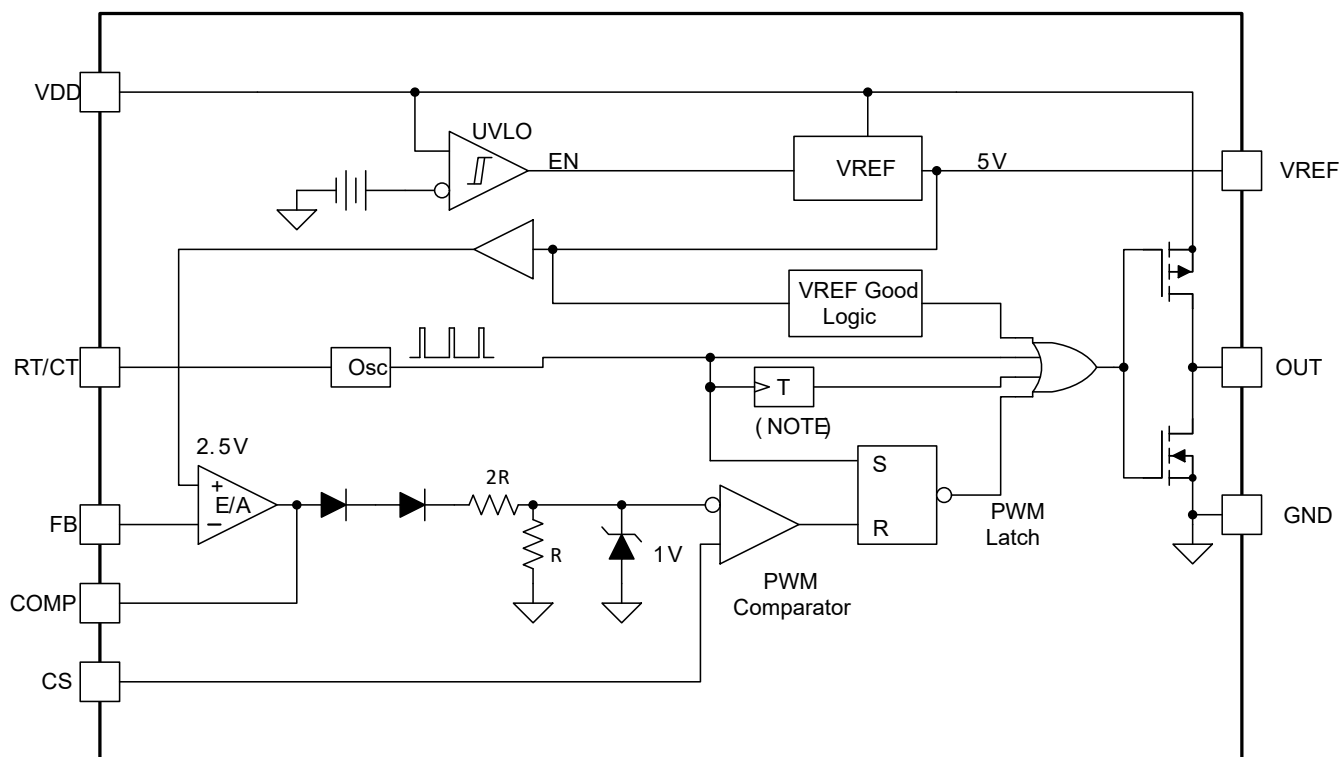 VDD
UVLO
EN
VREF
5V
VREF
VREF Good
Logic
RT/CT
Osc
T
(NOTE)
OUT
2.5V
+
E/A
−
FB
2R
R
1V
S
R
PWM
Latch
GND
COMP
PWM
Comparator
CS